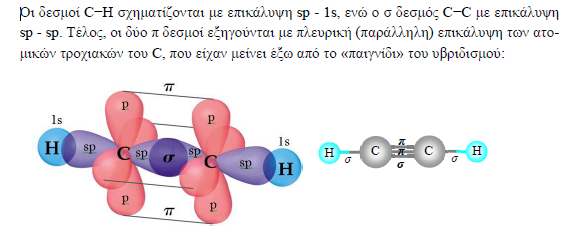 Οι δεσμοί C−H σχηματίζονται με επικάλυψη sp - 1s, ενώ ο σ δεσμός C−C με επικάλυψη
sp - sp. Τέλος, οι δύο π δεσμοί εξηγούνται με πλευρική (παράλληλη) επικάλυψη των ατο-
μικών τροχιακών του C, που είχαν μείνει έξω από το «παιγνίδι» του υβριδισμού:
π
p p
1s
H sp C sp σ sp C sp H 1s
p p
π
H σ C π π σ C σ H